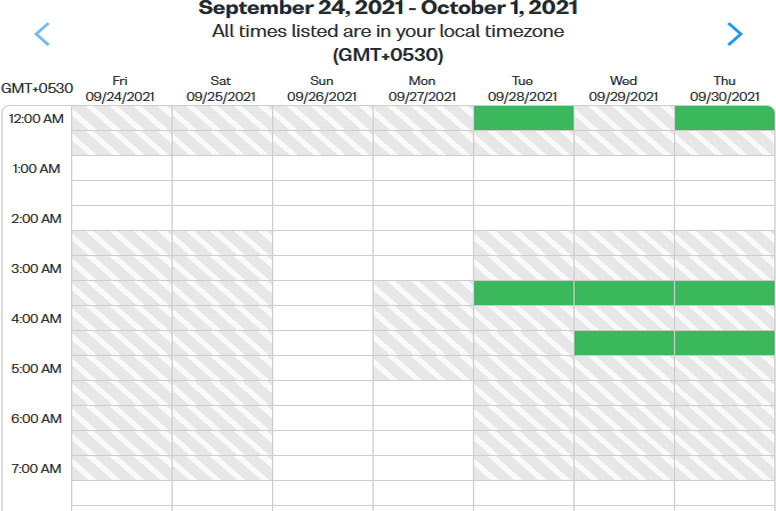 September 24, 2021 - October 1, 2021
All times listed are in your local timezone
(GMT+0530)
GMT+0530 Fri Sat Sun Mon Tue Wed Thu
09/24/2021 09/25/2021 09/26/2021 09/27/2021 09/28/2021 09/29/2021 09/30/2021
12:00 AM
1:00 AM
2:00 AM
3:00 AM
4:00 AM
5:00 AM
6:00 AM
7:00 AM